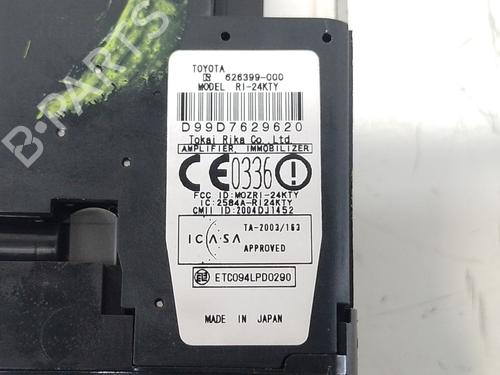 TOYOTA
626399-000
MODEL RI-24KTY
D99D7629620
Tokai Rika Co. Ltd
AMPLIFIER, IMMOBILIZER
CE0336
FCC ID:MOZRI-24KTY
IC:2584A-RI24KTY
CMII ID:2004DJ1452
ICASA
TA-2003/163
APPROVED
ETC094LPD0290
MADE IN JAPAN
B-PARTS